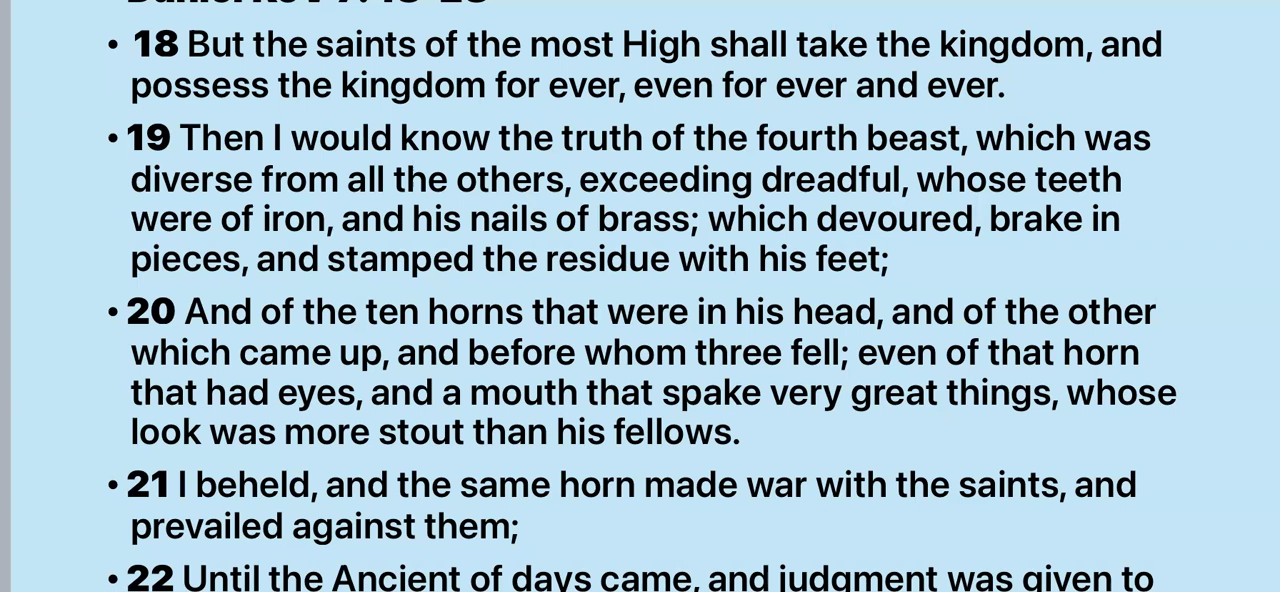 • 18 But the saints of the most High shall take the kingdom, and
possess the kingdom for ever, even for ever and ever.
• 19 Then I would know the truth of the fourth beast, which was
diverse from all the others, exceeding dreadful, whose teeth
were of iron, and his nails of brass; which devoured, brake in
pieces, and stamped the residue with his feet;
• 20 And of the ten horns that were in his head, and of the other
which came up, and before whom three fell; even of that horn
that had eyes, and a mouth that spake very great things, whose
look was more stout than his fellows.
• 21 I beheld, and the same horn made war with the saints, and
prevailed against them;
• 22 Until the Ancient of days came, and judgment was given to